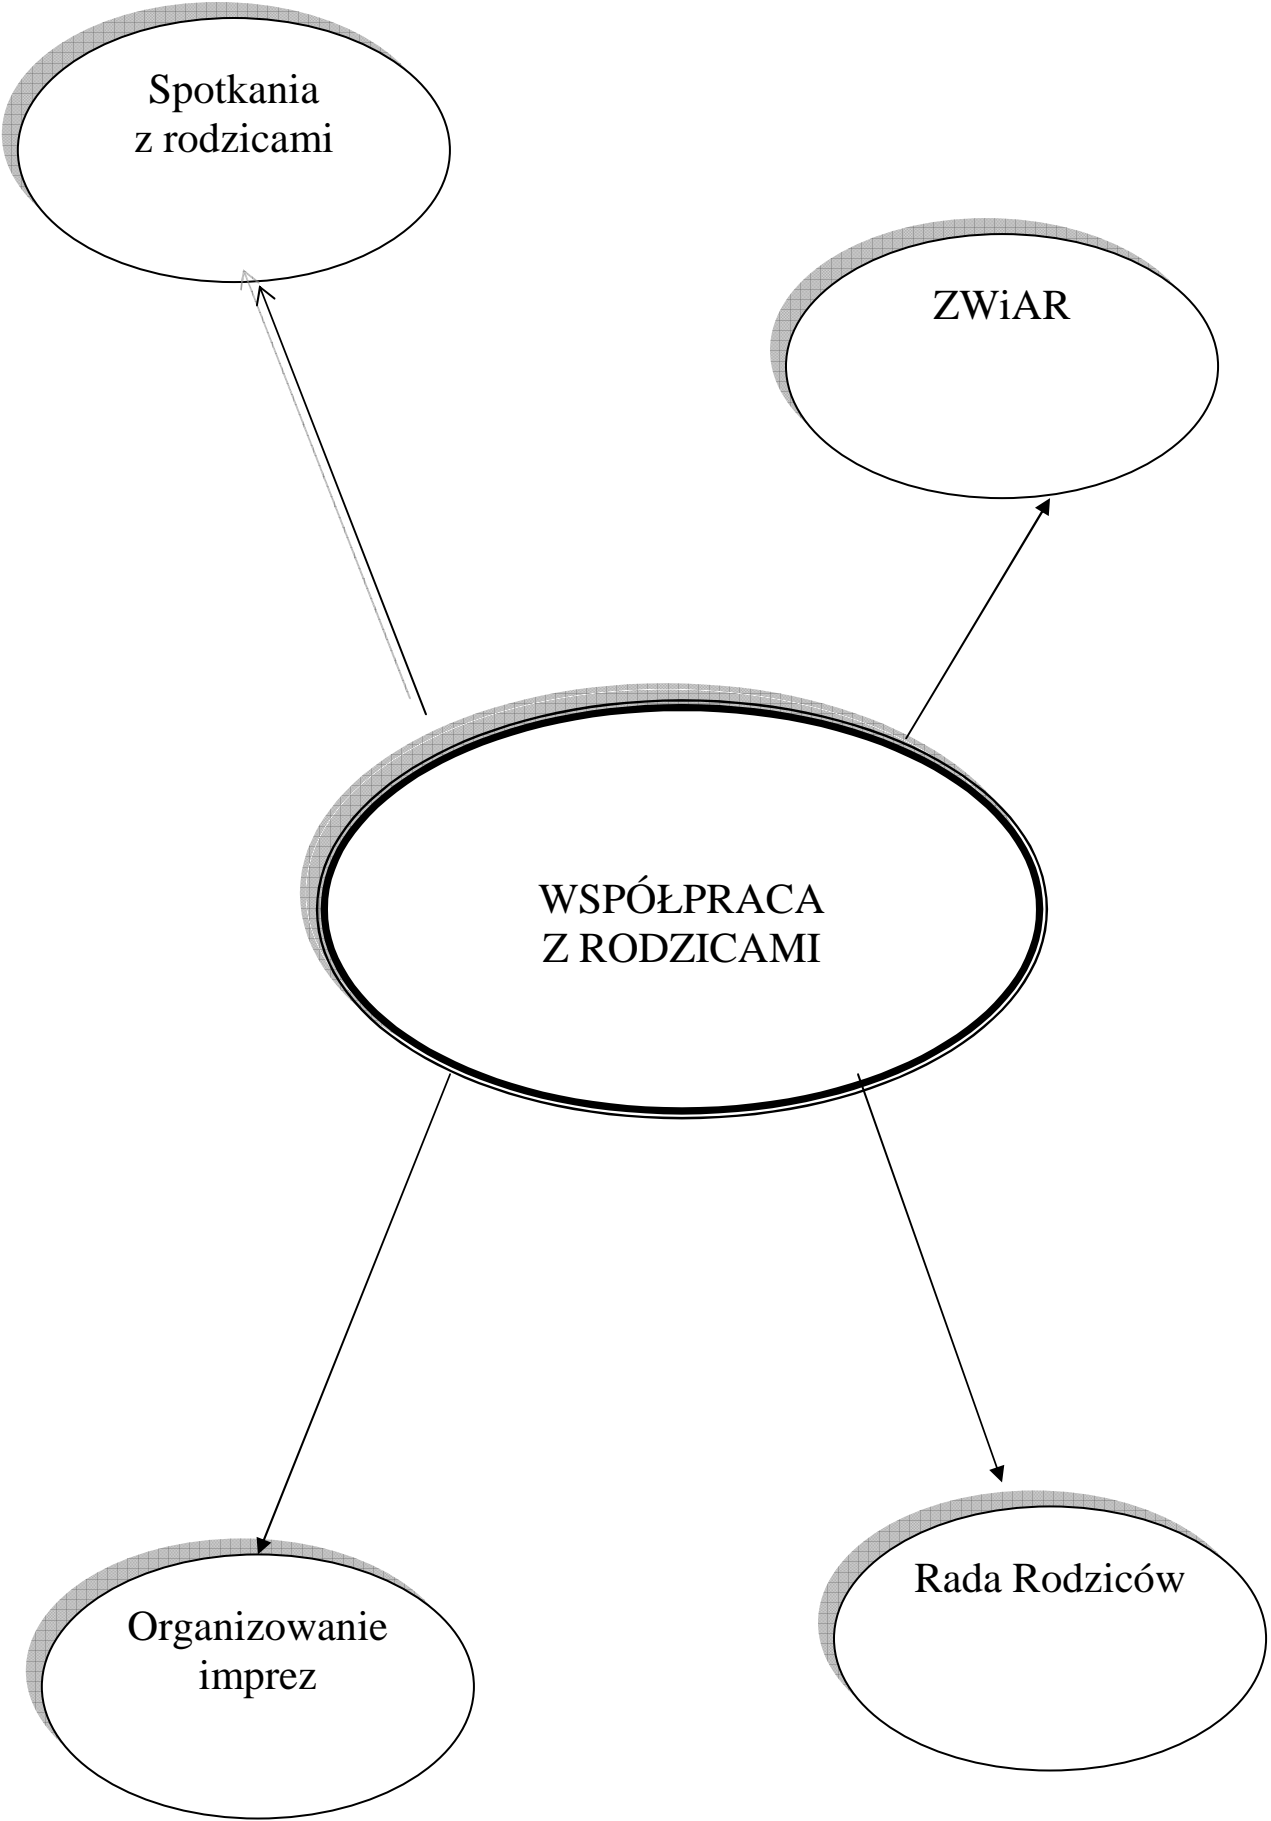 Spotkania
z rodzicami
ZWiAR
WSPÓŁPRACA
Z RODZICAMI
Rada Rodziców
Organizowanie
imprez